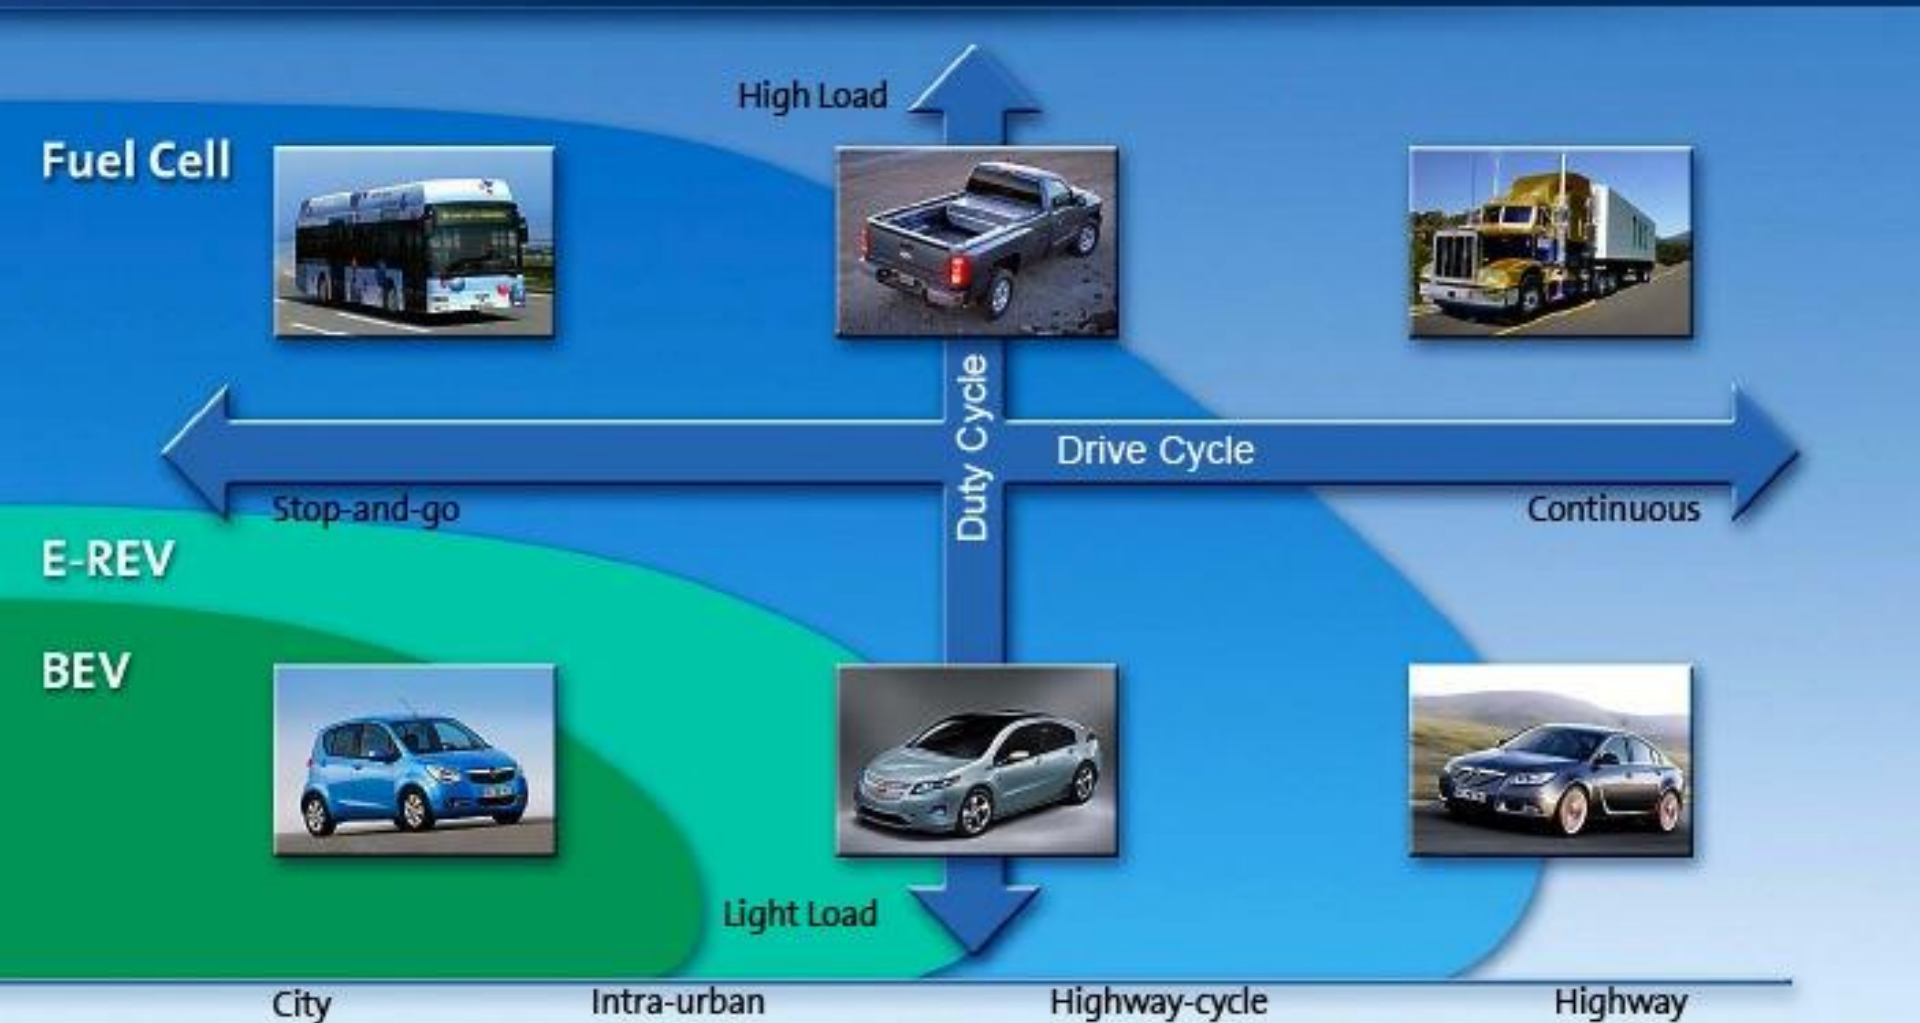 High Load
Fuel Cell
Duty Cycle
Drive Cycle
Stop-and-go
Continuous
E-REV
BEV
Light Load
City
Intra-urban
Highway-cycle
Highway